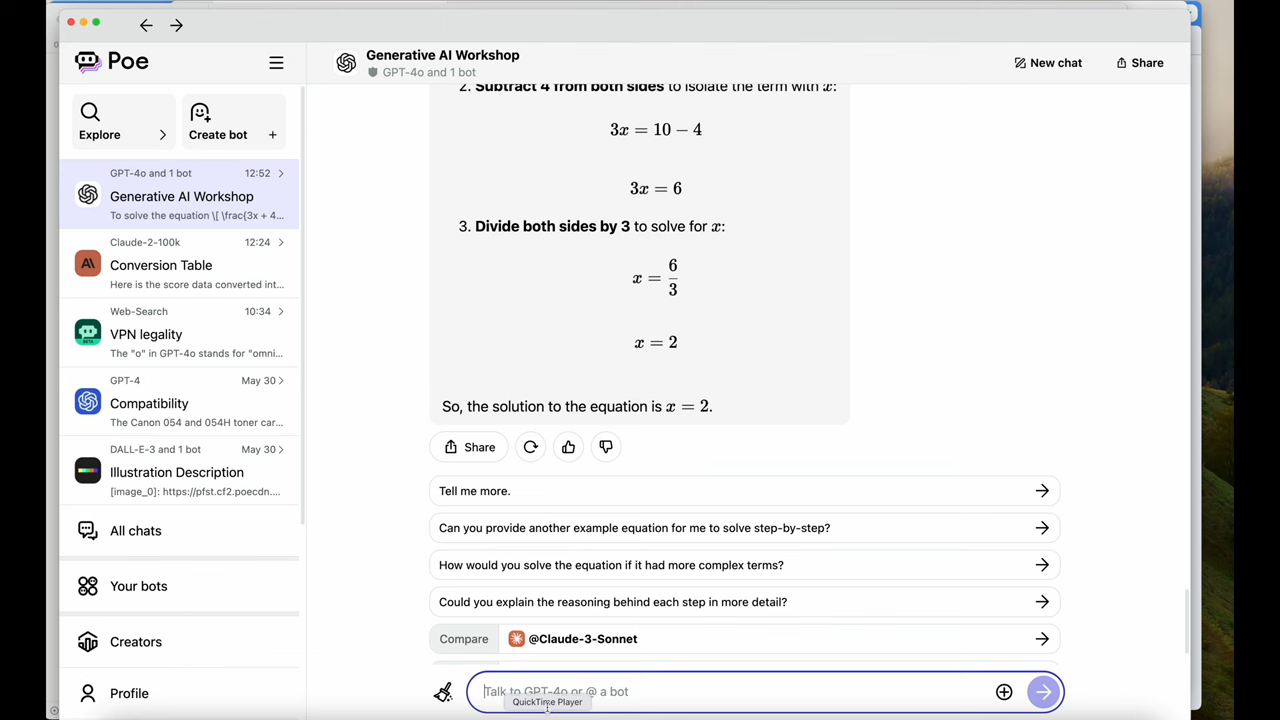 Poe
Generative AI Workshop
GPT-4o and 1 bot
New chat
Share
Explore
Create bot +
GPT-4o and 1 bot 12:52
Generative AI Workshop
To solve the equation \[ \frac{3x + 4...
Claude-2-100k 12:24
Conversion Table
Here is the score data converted int...
Web-Search 10:34
VPN legality
The "o" in GPT-4o stands for "omni...
BETA
GPT-4 May 30
Compatibility
The Canon 054 and 054H toner car...
DALL-E-3 and 1 bot May 30
Illustration Description
[image_0]: https://pfst.cf2.poecdn....
All chats
Your bots
Creators
Profile
2. Subtract 4 from both sides to isolate the term with x:
3x = 10 − 4
3x = 6
3. Divide both sides by 3 to solve for x:
x = 6/3
x = 2
So, the solution to the equation is x = 2.
Share
Tell me more.
Can you provide another example equation for me to solve step-by-step?
How would you solve the equation if it had more complex terms?
Could you explain the reasoning behind each step in more detail?
Compare @Claude-3-Sonnet
Talk to GPT-4o or @ a bot
QuickTime Player